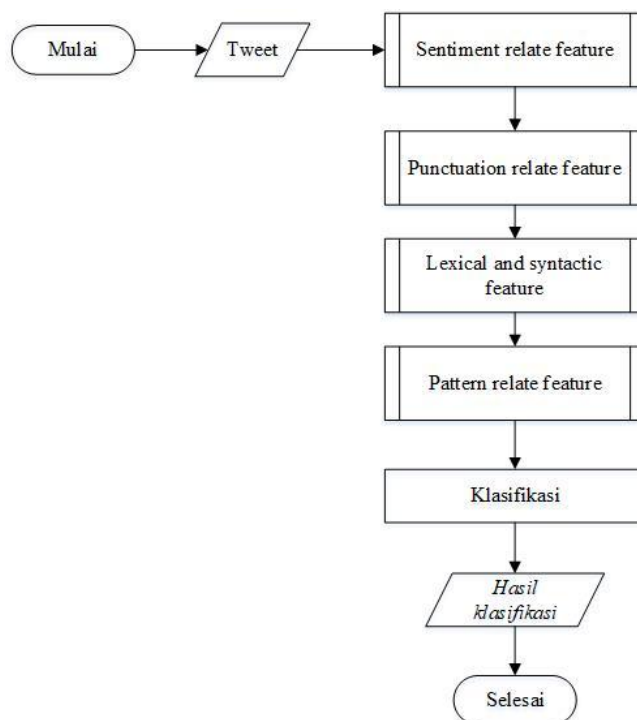 Mulai
Tweet
Sentiment relate feature
Punctuation relate feature
Lexical and syntactic
feature
Pattern relate feature
Klasifikasi
Hasil
klasifikasi
Selesai